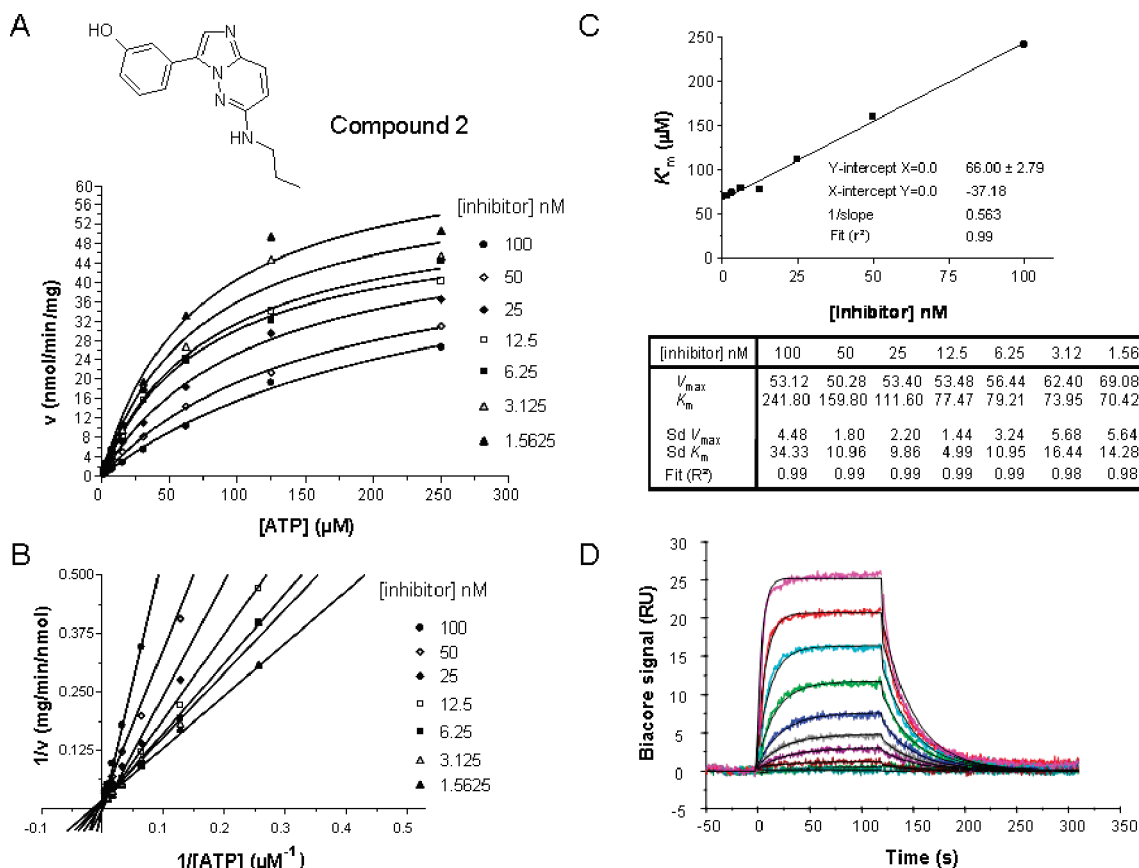 A
HO
N
N
N
HN
Compound 2
60
56
52
48
44
40
36
32
28
24
20
16
12
8
4
0
v (nmol/min/mg)
0 50 100 150 200 250 300
[ATP] (µM)
[inhibitor] nM
100
50
25
12.5
6.25
3.125
1.5625
B
0.500
0.375
0.250
0.125
1/v (mg/min/nmol)
-0.1 0.1 0.2 0.3 0.4 0.5
1/[ATP] (µM⁻¹)
[inhibitor] nM
100
50
25
12.5
6.25
3.125
1.5625
C
250
200
150
100
50
0
K'm (µM)
Y-intercept X=0.0 66.00 ± 2.79
X-intercept Y=0.0 -37.18
1/slope 0.563
Fit (r²) 0.99
0 25 50 75 100
[Inhibitor] nM
[inhibitor] nM 100 50 25 12.5 6.25 3.12 1.56
Vmax 53.12 50.28 53.40 53.48 56.44 62.40 69.08
Km 241.80 159.80 111.60 77.47 79.21 73.95 70.42
Sd Vmax 4.48 1.80 2.20 1.44 3.24 5.68 5.64
Sd Km 34.33 10.96 9.86 4.99 10.95 16.44 14.28
Fit (R²) 0.99 0.99 0.99 0.99 0.99 0.98 0.98
D
30
25
20
15
10
5
0
-5
Biacore signal (RU)
-50 0 50 100 150 200 250 300 350
Time (s)